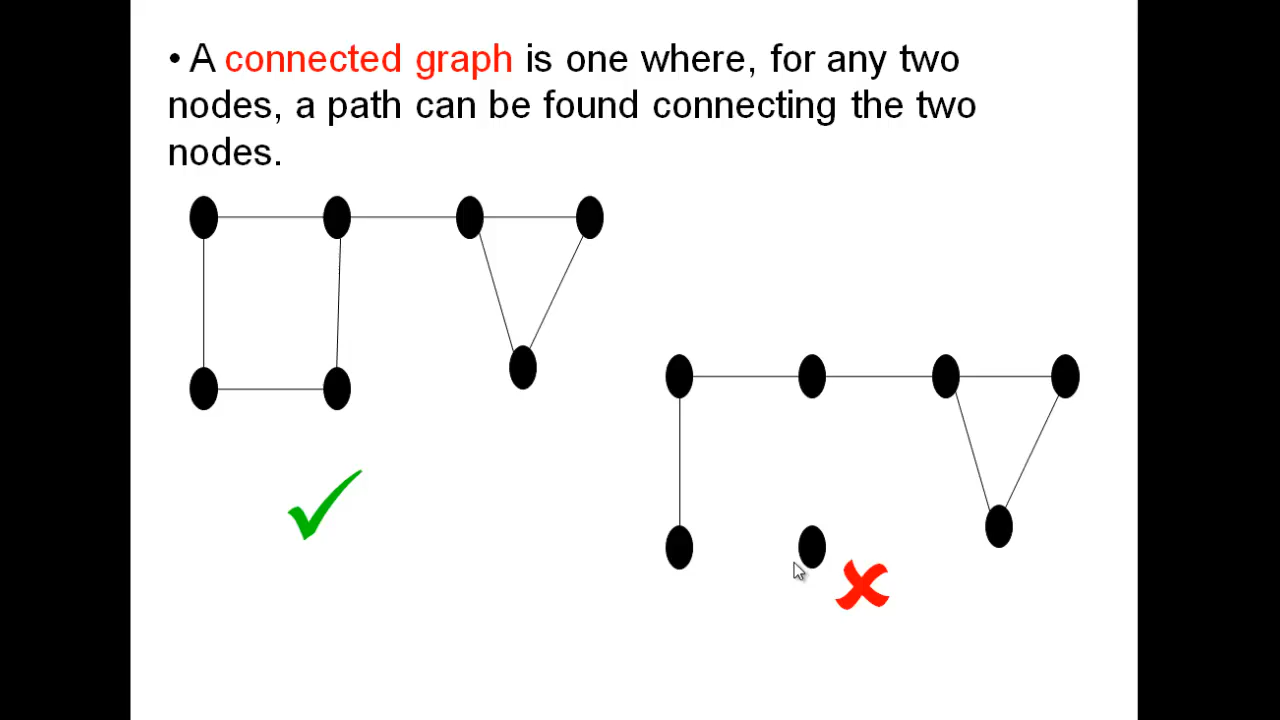 • A connected graph is one where, for any two
nodes, a path can be found connecting the two
nodes.